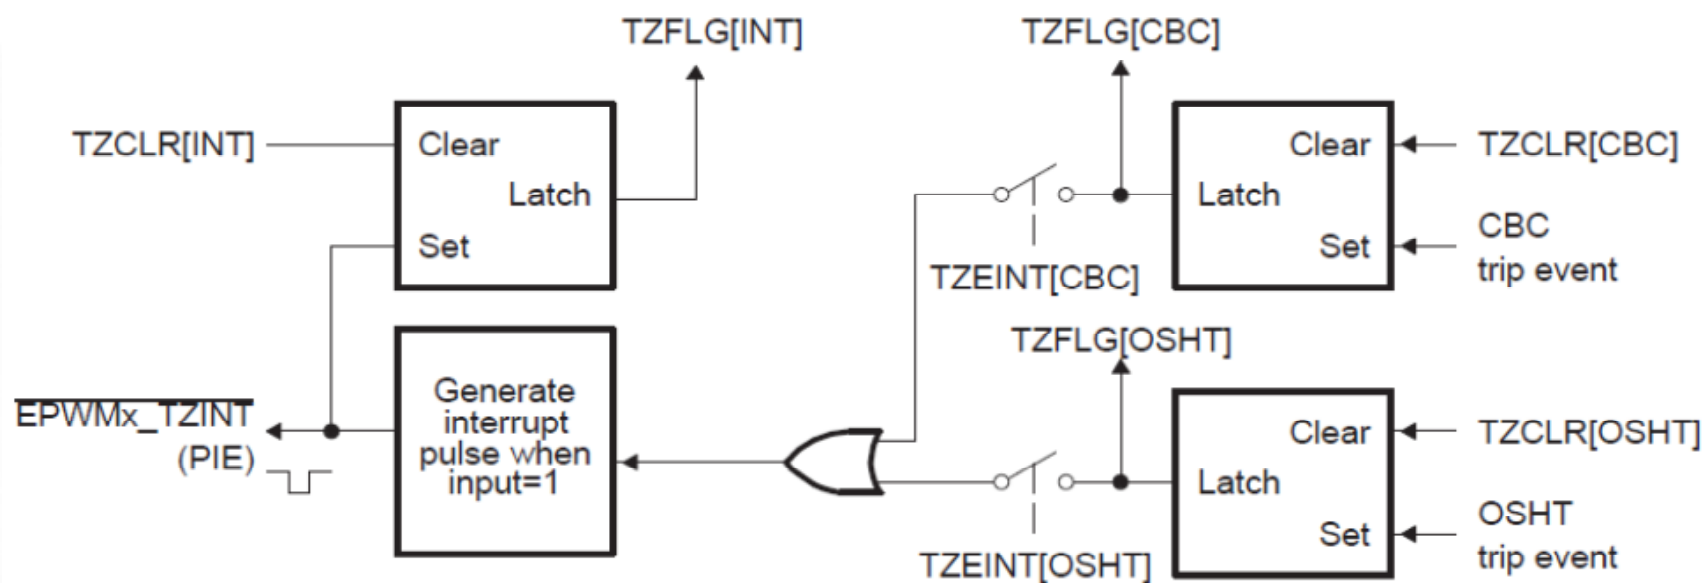 TZFLG[INT]
TZFLG[CBC]
TZCLR[INT]
Clear
Latch
Set
Clear
TZCLR[CBC]
Latch
Set
CBC
trip event
TZEINT[CBC]
TZFLG[OSHT]
EPWMx_TZINT
(PIE)
Generate
interrupt
pulse when
input=1
Clear
TZCLR[OSHT]
Latch
Set
OSHT
trip event
TZEINT[OSHT]